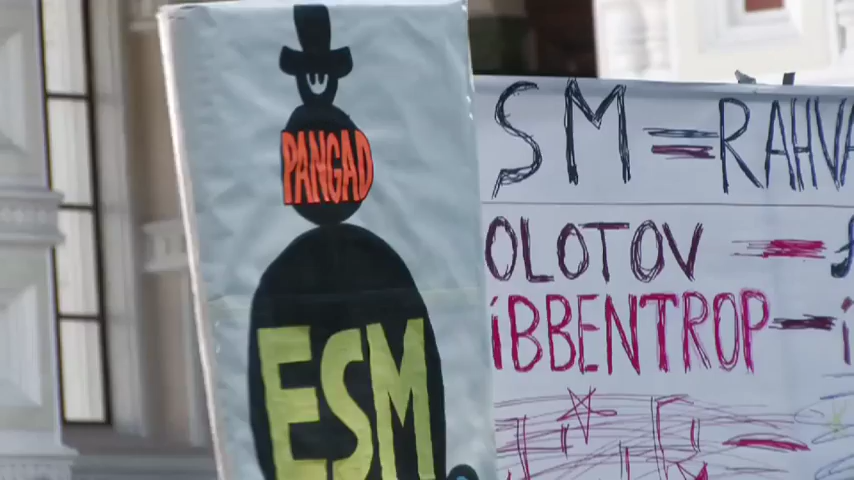 PANGAD
ESM
SM = RAHVA
OLOTOV –
IBBENTROP –